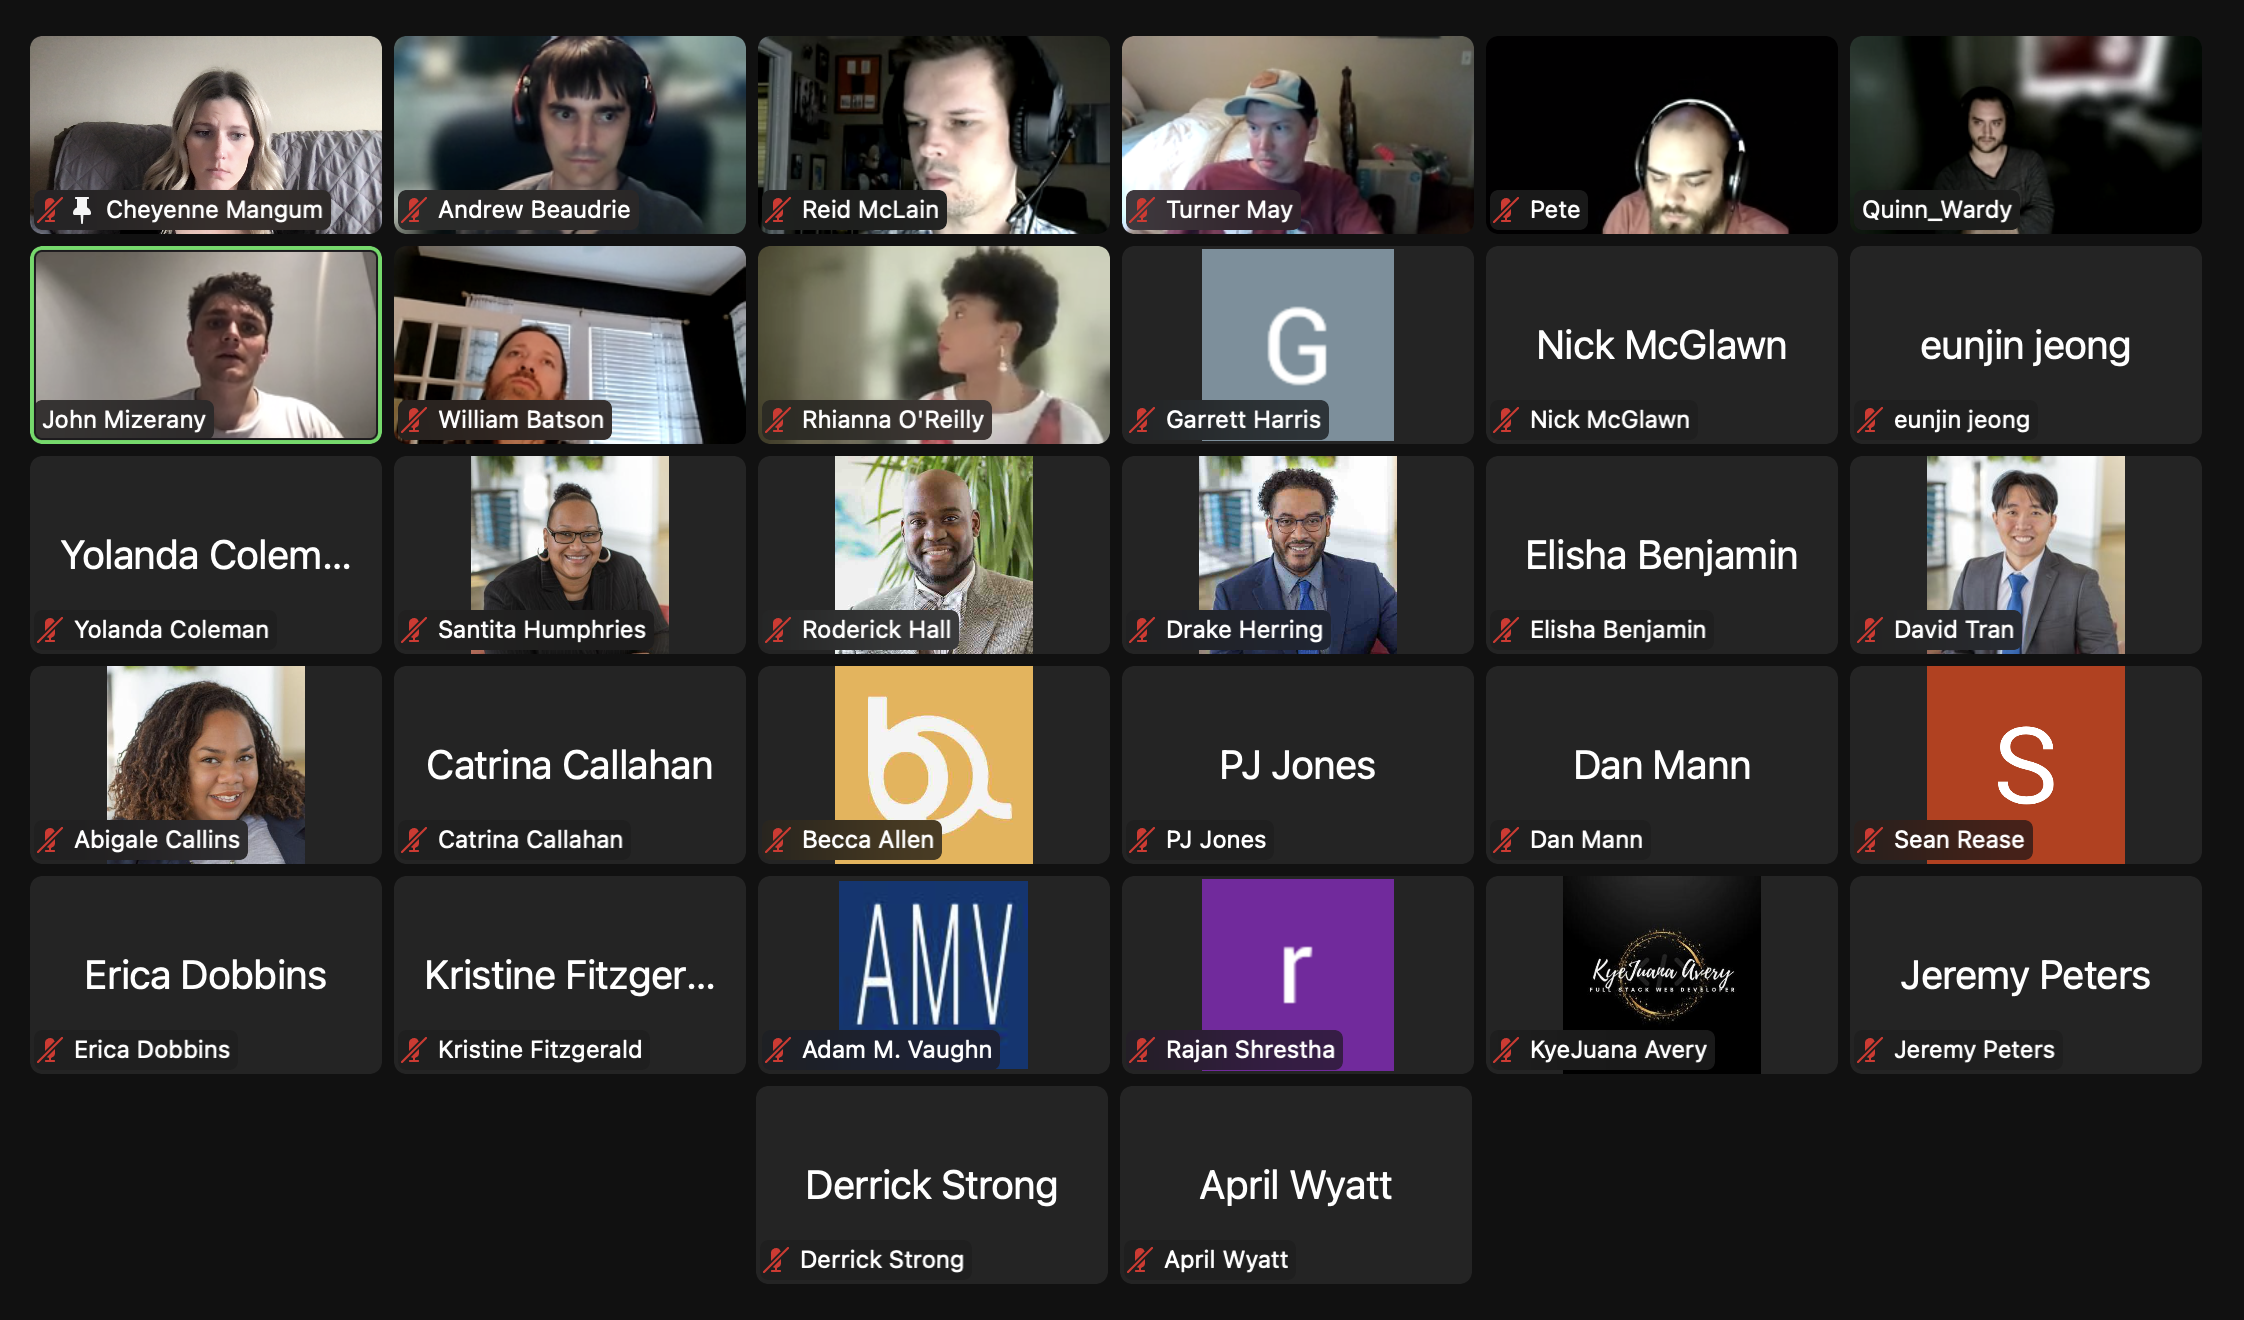 Cheyenne Mangum
Andrew Beaudrie
Reid McLain
Turner May
Pete
Quinn_Wardy
John Mizerany
William Batson
Rhianna O'Reilly
G
Garrett Harris
Nick McGlawn
Nick McGlawn
eunjin jeong
eunjin jeong
Yolanda Colem...
Yolanda Coleman
Santita Humphries
Roderick Hall
Drake Herring
Elisha Benjamin
Elisha Benjamin
David Tran
Abigale Callins
Catrina Callahan
Catrina Callahan
ba
Becca Allen
PJ Jones
PJ Jones
Dan Mann
Dan Mann
S
Sean Rease
Erica Dobbins
Erica Dobbins
Kristine Fitzger...
Kristine Fitzgerald
AMV
Adam M. Vaughn
r
Rajan Shrestha
KyeJuana Avery
FULL STACK WEB DEVELOPER
KyeJuana Avery
Jeremy Peters
Jeremy Peters
Derrick Strong
Derrick Strong
April Wyatt
April Wyatt